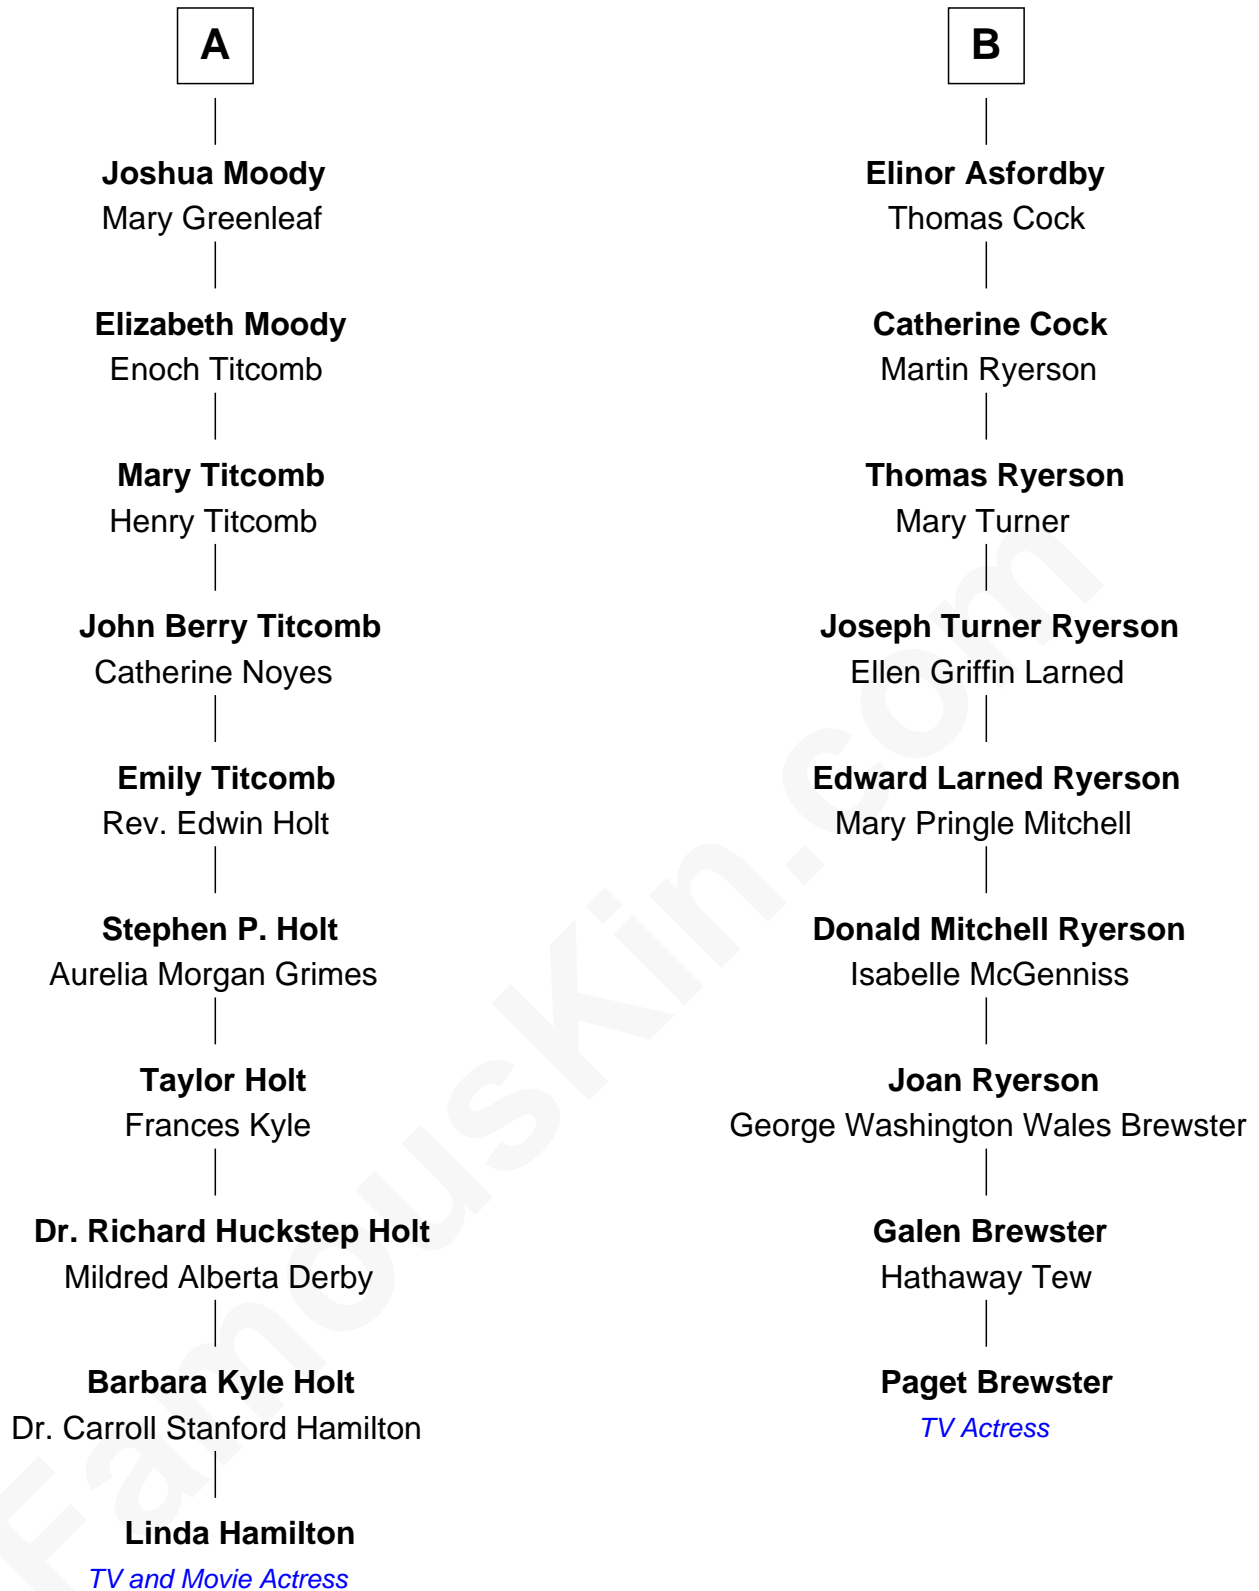 A
Joshua Moody
Mary Greenleaf
Elizabeth Moody
Enoch Titcomb
Mary Titcomb
Henry Titcomb
John Berry Titcomb
Catherine Noyes
Emily Titcomb
Rev. Edwin Holt
Stephen P. Holt
Aurelia Morgan Grimes
Taylor Holt
Frances Kyle
Dr. Richard Huckstep Holt
Mildred Alberta Derby
Barbara Kyle Holt
Dr. Carroll Stanford Hamilton
Linda Hamilton
TV and Movie Actress
B
Elinor Asfordby
Thomas Cock
Catherine Cock
Martin Ryerson
Thomas Ryerson
Mary Turner
Joseph Turner Ryerson
Ellen Griffin Larned
Edward Larned Ryerson
Mary Pringle Mitchell
Donald Mitchell Ryerson
Isabelle McGenniss
Joan Ryerson
George Washington Wales Brewster
Galen Brewster
Hathaway Tew
Paget Brewster
TV Actress
FamousKin.com